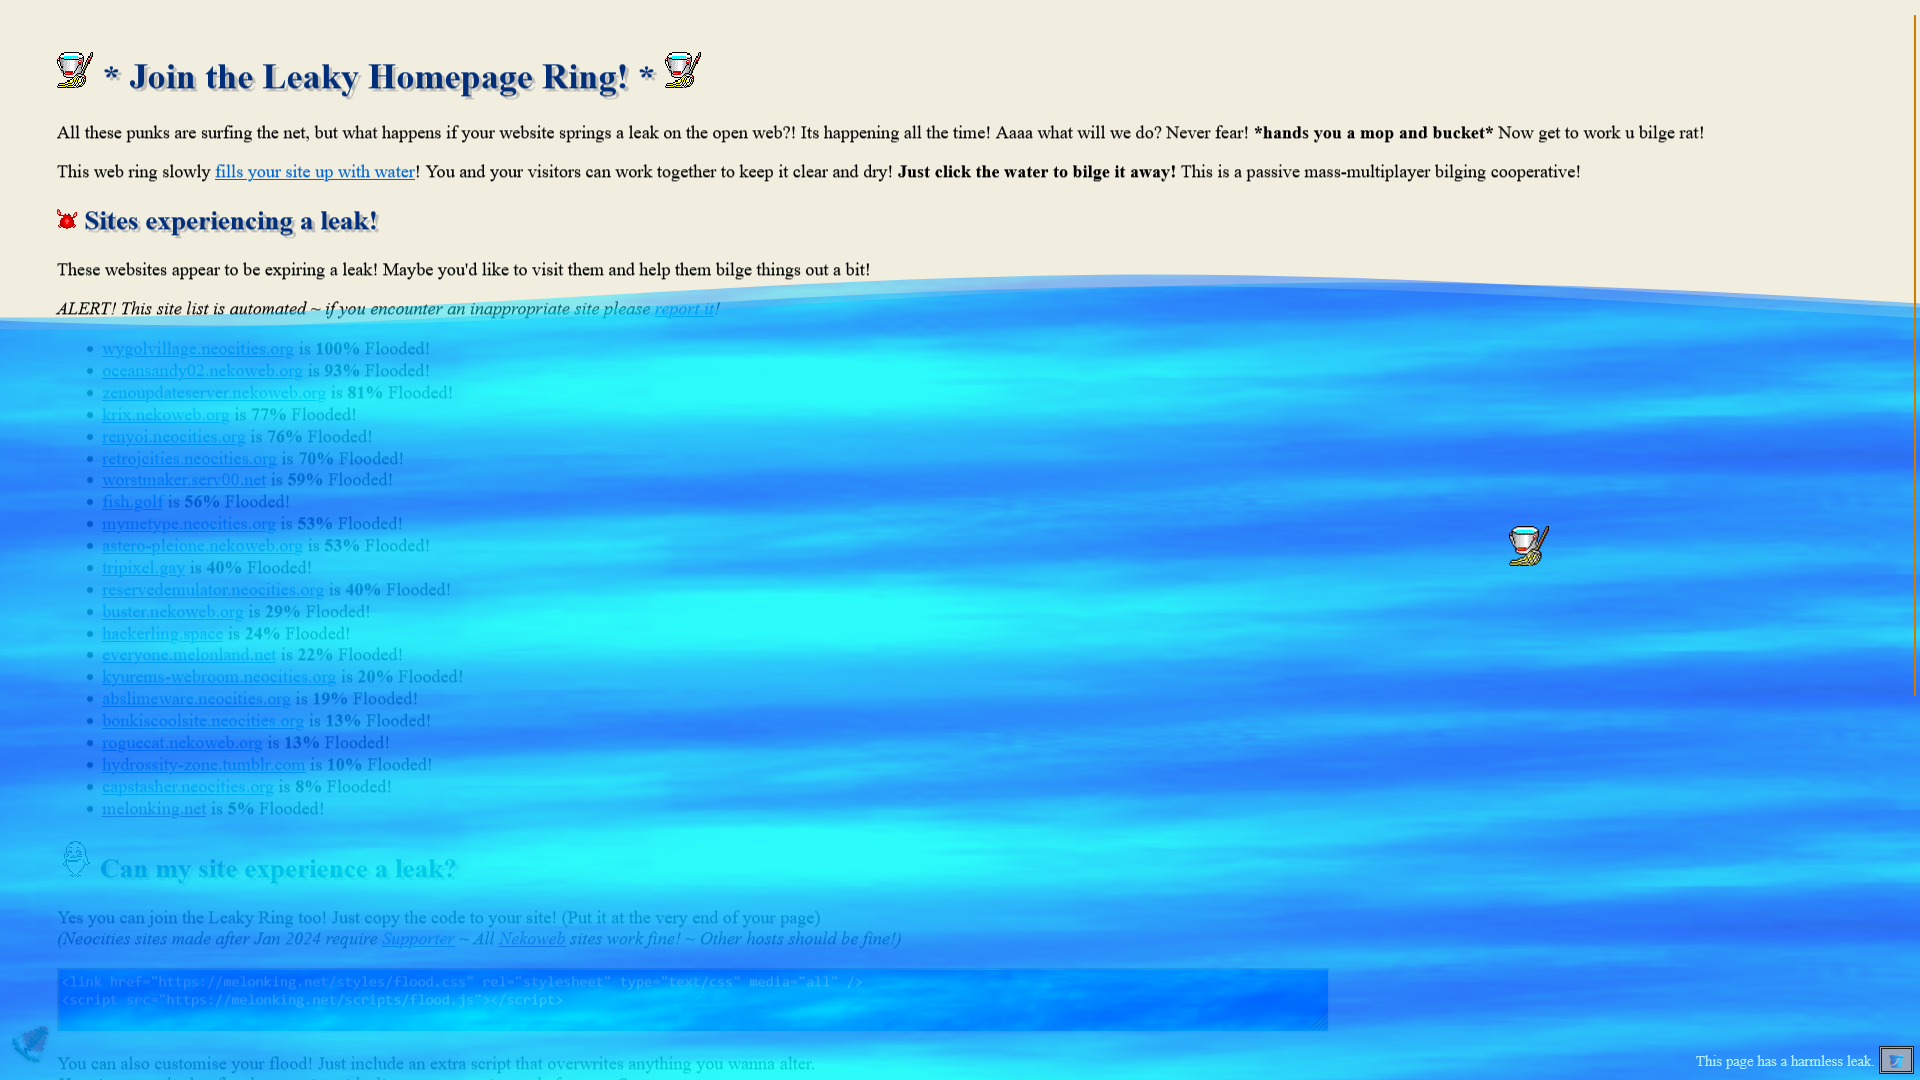 * Join the Leaky Homepage Ring! *
All these punks are surfing the net, but what happens if your website springs a leak on the open web?! Its happening all the time! Aaaa what will we do? Never fear! *hands you a mop and bucket* Now get to work u bilge rat!
This web ring slowly fills your site up with water! You and your visitors can work together to keep it clear and dry! Just click the water to bilge it away! This is a passive mass-multiplayer bilging cooperative!
Sites experiencing a leak!
These websites appear to be expiring a leak! Maybe you'd like to visit them and help them bilge things out a bit!
ALERT! This site list is automated ~ if you encounter an inappropriate site please report it!
wygolvillage.neocities.org is 100% Flooded!
oceansandy02.nekoweb.org is 93% Flooded!
zenoupdateserver.nekoweb.org is 81% Flooded!
krix.nekoweb.org is 77% Flooded!
renyoi.neocities.org is 76% Flooded!
retrojcities.neocities.org is 70% Flooded!
worstmaker.serv00.net is 59% Flooded!
fish.golf is 56% Flooded!
mymetype.neocities.org is 53% Flooded!
astero-pleione.nekoweb.org is 53% Flooded!
tripixel.gay is 40% Flooded!
reservedemulator.neocities.org is 40% Flooded!
buster.nekoweb.org is 29% Flooded!
hackerling.space is 24% Flooded!
everyone.melonland.net is 22% Flooded!
kyurems-webroom.neocities.org is 20% Flooded!
abslimeware.neocities.org is 19% Flooded!
bonkiscoolsite.neocities.org is 13% Flooded!
roguecat.nekoweb.org is 13% Flooded!
hydrossity-zone.tumblr.com is 10% Flooded!
capstasher.neocities.org is 8% Flooded!
melonking.net is 5% Flooded!
Can my site experience a leak?
Yes you can join the Leaky Ring too! Just copy the code to your site! (Put it at the very end of your page)
(Neocities sites made after Jan 2024 require Supporter ~ All Nekoweb sites work fine! ~ Other hosts should be fine!)
<link href="https://melonking.net/styles/flood.css" rel="stylesheet" type="text/css" media="all" />
<script src="https://melonking.net/scripts/flood.js"></script>
You can also customise your flood! Just include an extra script that overwrites anything you wanna alter.
This page has a harmless leak.